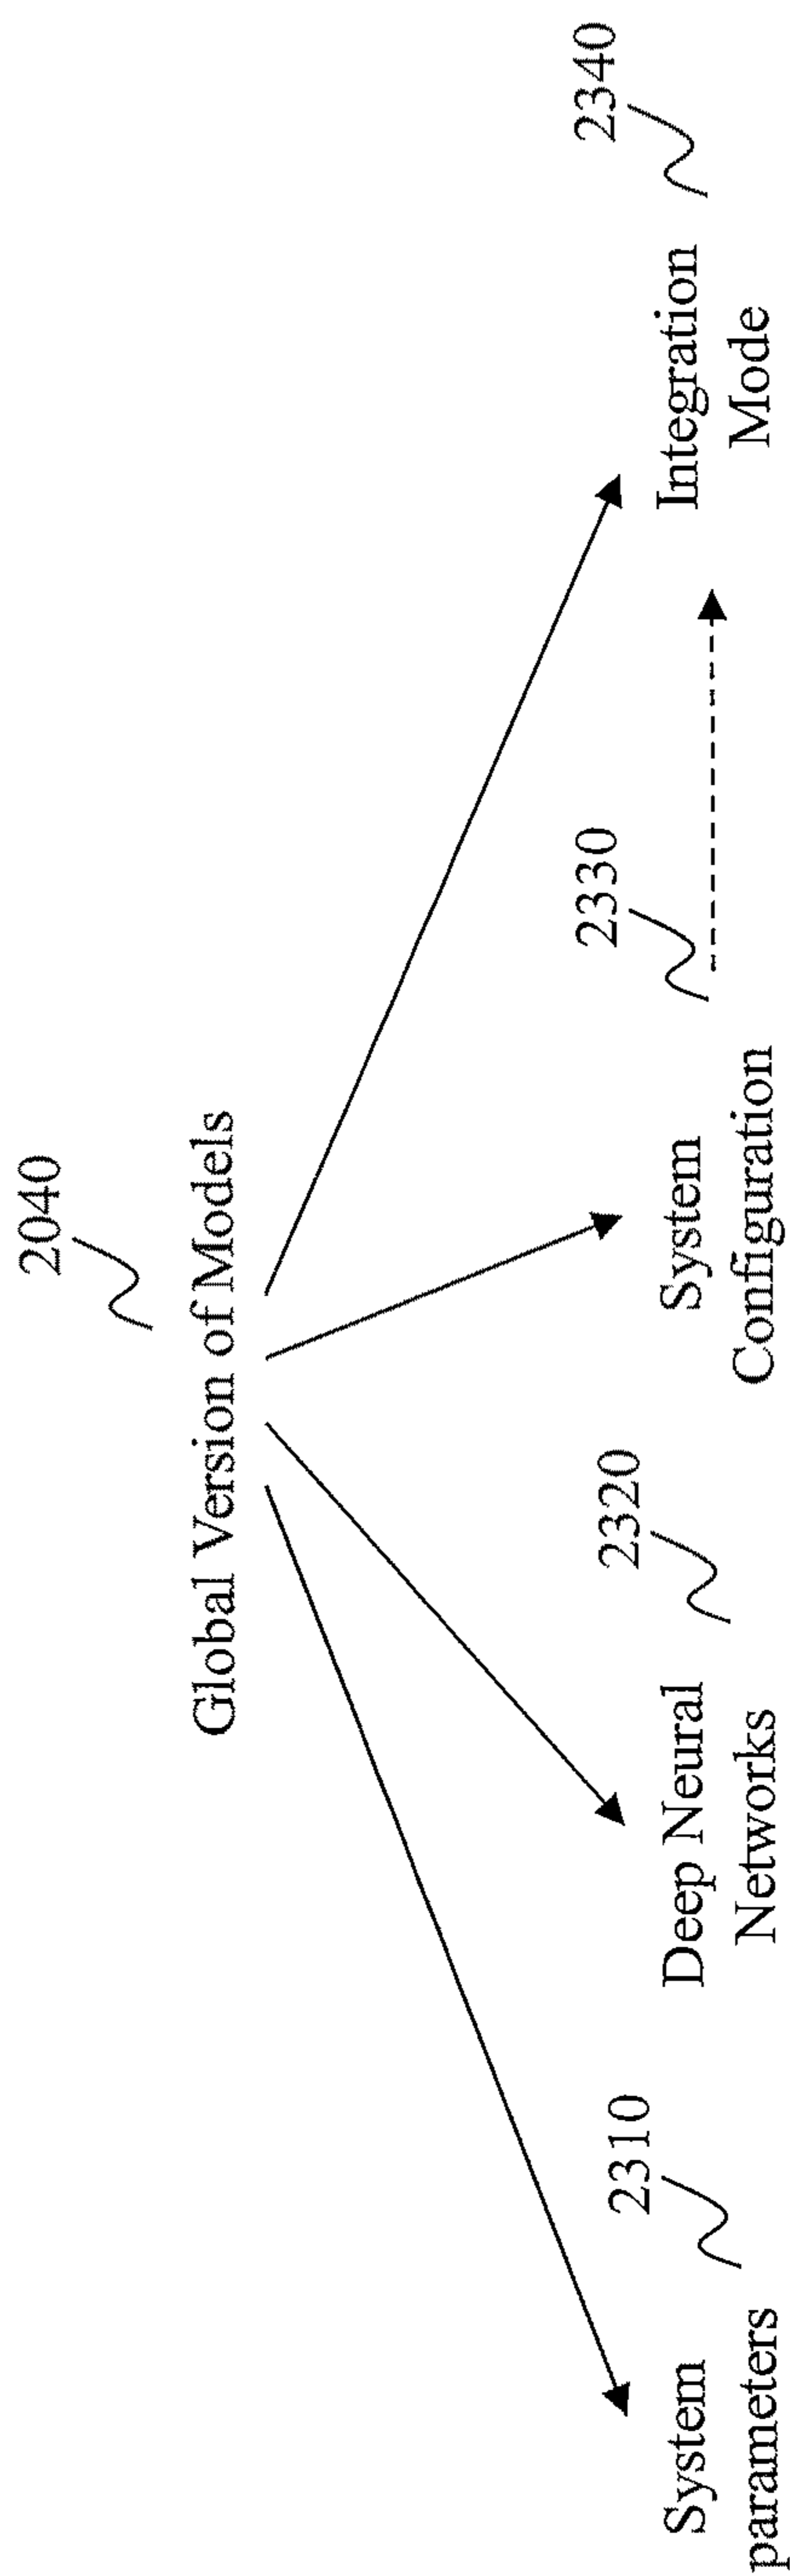 2040
Global Version of Models
2310
2320
2330
2340
System
parameters
Deep Neural
Networks
System
Configuration
Integration
Mode